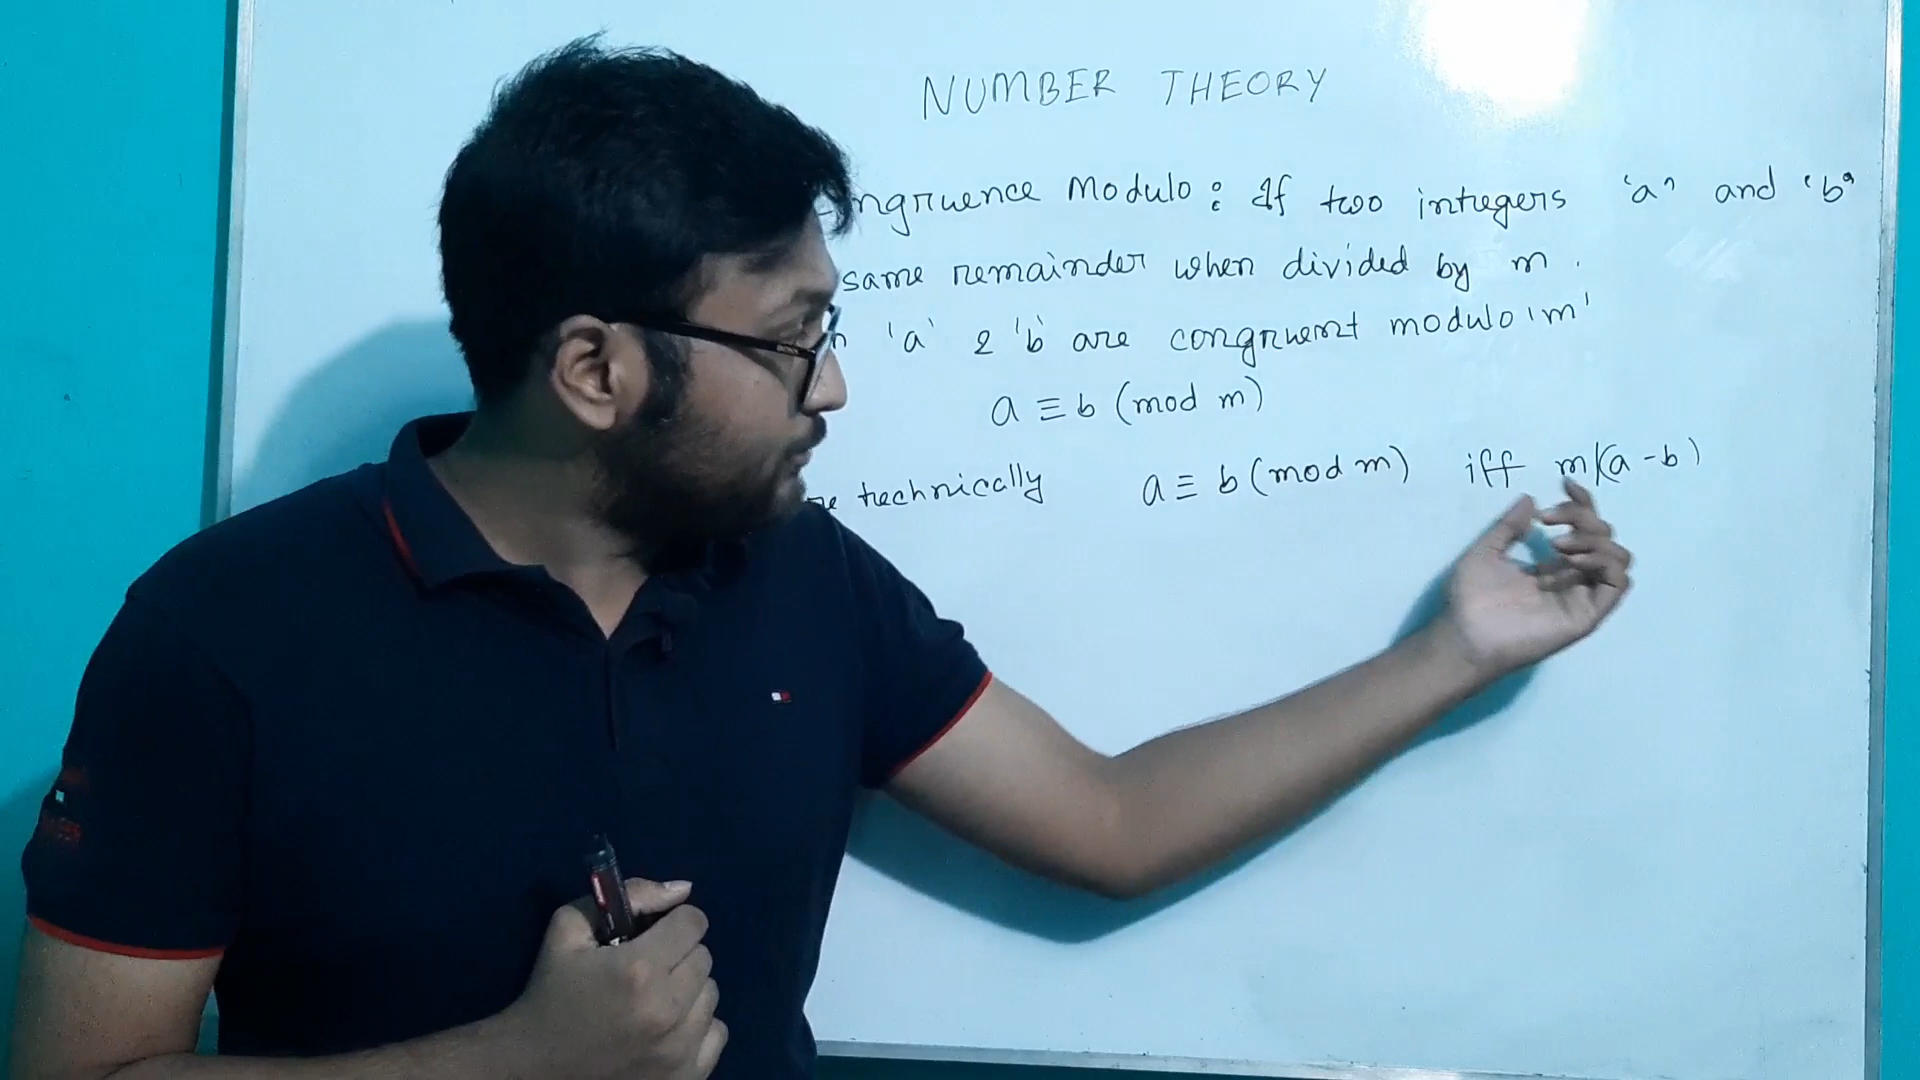 NUMBER THEORY
ngruence Modulo : If two integers 'a' and 'b'
same remainder when divided by m .
n 'a' & 'b' are congruent modulo 'm'
a ≡ b (mod m)
re technically a ≡ b (mod m) iff m|(a - b)